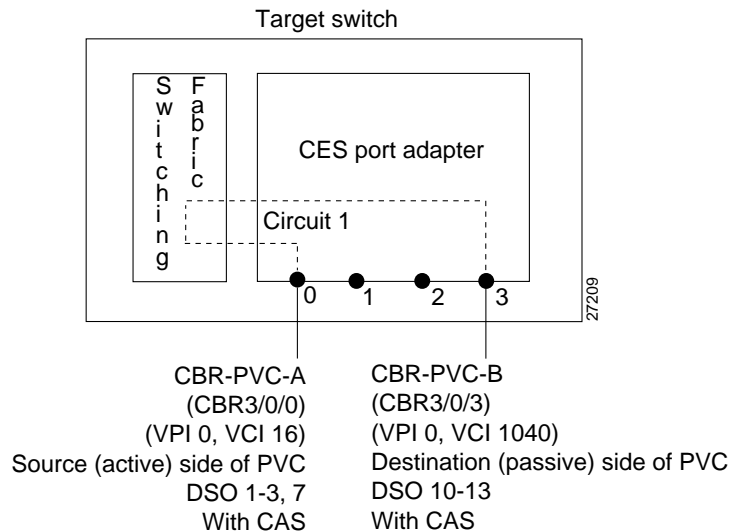 Target switch
Switching
Fabric
CES port adapter
Circuit 1
0
1
2
3
27209
CBR-PVC-A
(CBR3/0/0)
(VPI 0, VCI 16)
Source (active) side of PVC
DSO 1-3, 7
With CAS
CBR-PVC-B
(CBR3/0/3)
(VPI 0, VCI 1040)
Destination (passive) side of PVC
DSO 10-13
With CAS